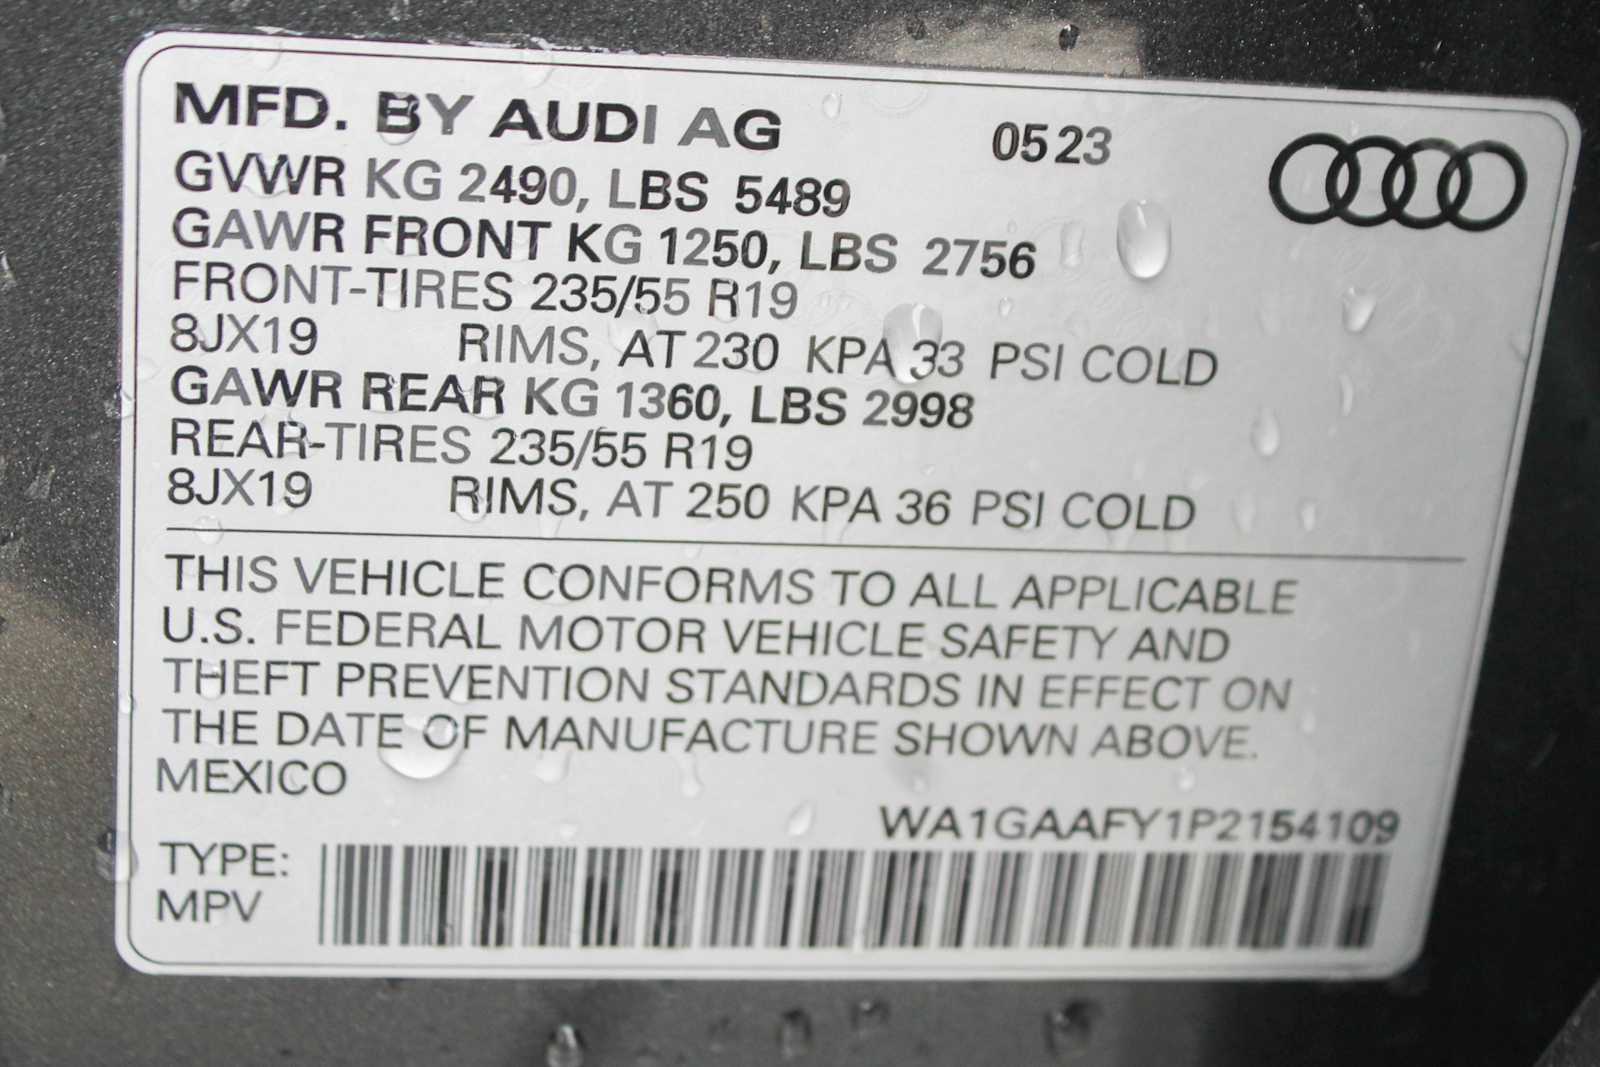 MFD. BY AUDI AG 05 23
GVWR KG 2490, LBS 5489
GAWR FRONT KG 1250, LBS 2756
FRONT-TIRES 235/55 R19
8JX19 RIMS, AT 230 KPA 33 PSI COLD
GAWR REAR KG 1360, LBS 2998
REAR-TIRES 235/55 R19
8JX19 RIMS, AT 250 KPA 36 PSI COLD
THIS VEHICLE CONFORMS TO ALL APPLICABLE
U.S. FEDERAL MOTOR VEHICLE SAFETY AND
THEFT PREVENTION STANDARDS IN EFFECT ON
THE DATE OF MANUFACTURE SHOWN ABOVE.
MEXICO
WA1GAAFY1P2154109
TYPE:
MPV